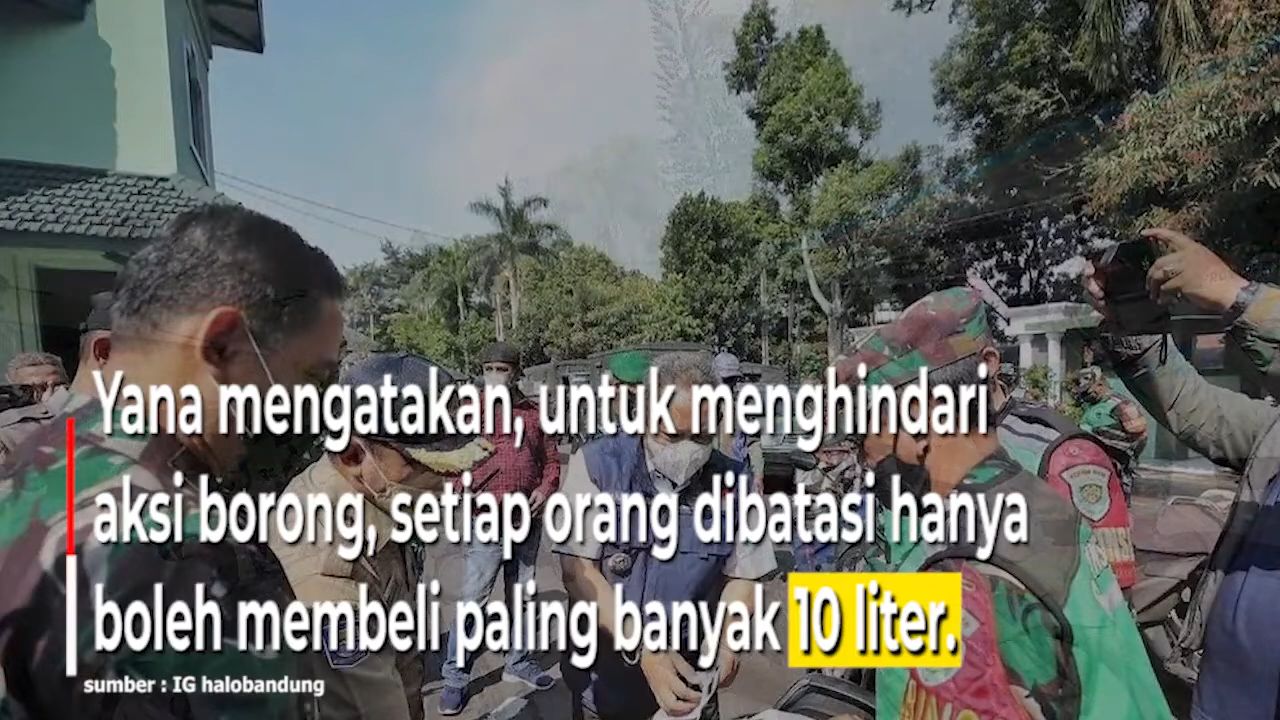 Yana mengatakan, untuk menghindari
aksi borong, setiap orang dibatasi hanya
boleh membeli paling banyak 10 liter.
sumber : IG halobandung